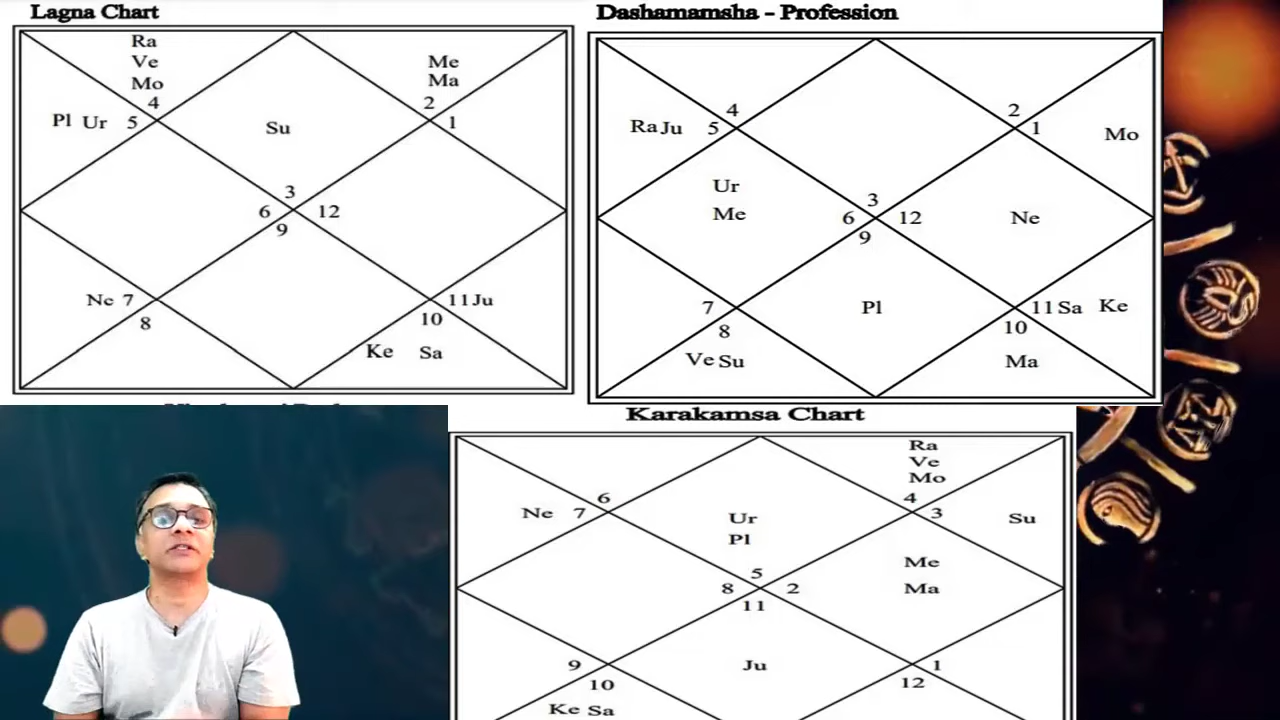 Lagna Chart
Ra
Ve
Mo
4
Me
Ma
2
Pl Ur 5
Su
1
3
6 12
9
Ne 7
8
11 Ju
10
Ke Sa
Dashamamsha - Profession
4
2
Ra Ju 5
1 Mo
Ur
Me
3
6 12
9
Ne
7
8
Ve Su
Pl
11 Sa Ke
10
Ma
Karakamsa Chart
Ra
Ve
Mo
6
4
Ne 7
3
Su
Ur
Pl
5
8 2
11
Me
Ma
9
10
Ke Sa
Ju
1
12